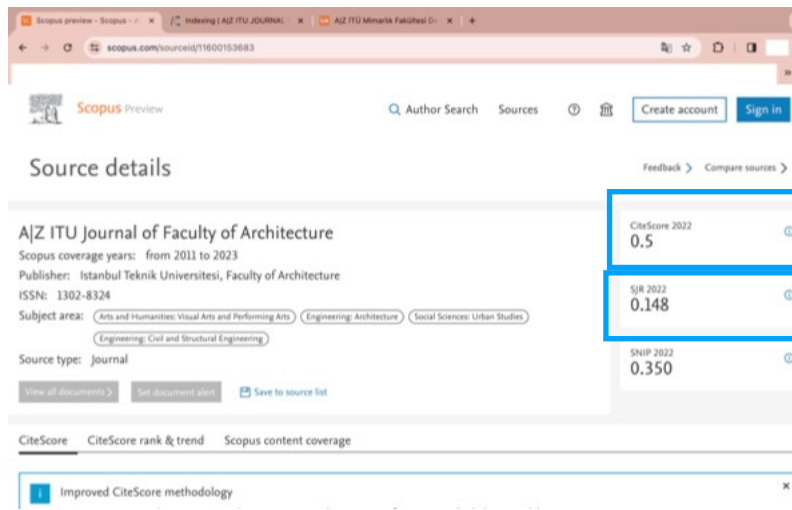 Scopus preview - Scopus -
Indexing | A|Z ITU JOURNAL
A|Z İTÜ Mimarlık Fakültesi De
scopus.com/sourceid/11600153683
Scopus Preview
Author Search
Sources
Create account
Sign in
Source details
Feedback
Compare sources
A|Z ITU Journal of Faculty of Architecture
Scopus coverage years: from 2011 to 2023
Publisher: Istanbul Teknik Universitesi, Faculty of Architecture
ISSN: 1302-8324
Subject area: Arts and Humanities: Visual Arts and Performing Arts Engineering: Architecture Social Sciences: Urban Studies
Engineering: Civil and Structural Engineering
Source type: Journal
View all documents
Set document alert
Save to source list
CiteScore 2022
0.5
SJR 2022
0.148
SNIP 2022
0.350
CiteScore
CiteScore rank & trend
Scopus content coverage
i Improved CiteScore methodology